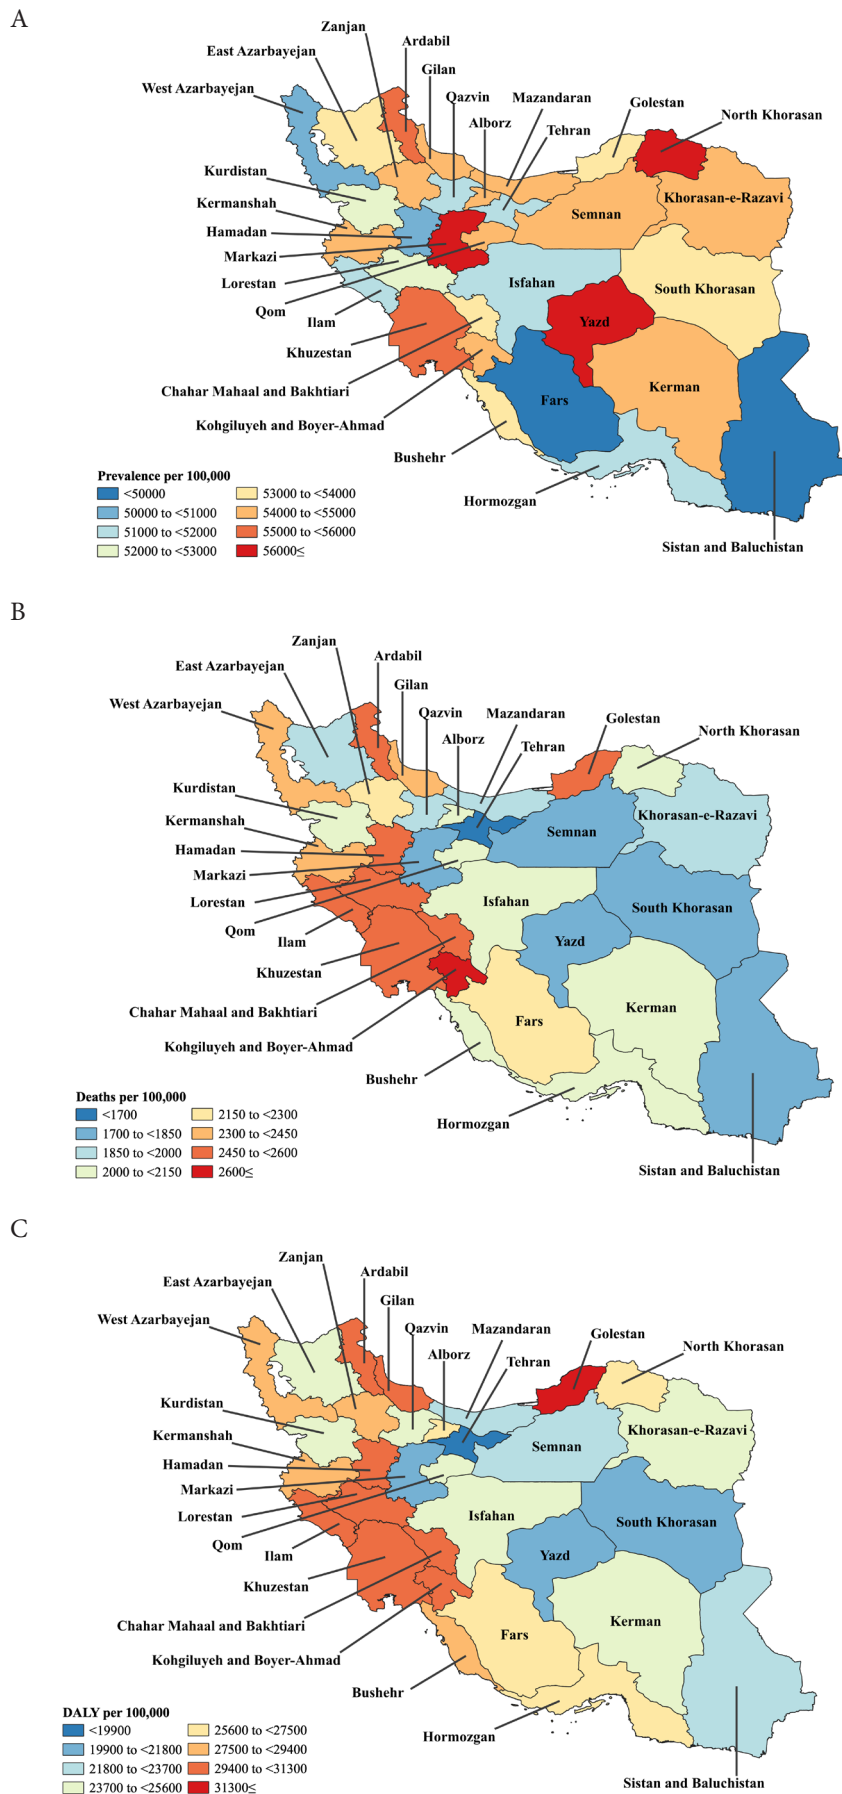 A
Zanjan
Ardabil
East Azarbayejan
Gilan
West Azarbayejan
Qazvin
Mazandaran
Golestan
North Khorasan
Alborz
Tehran
Kurdistan
Khorasan-e-Razavi
Kermanshah
Semnan
Hamadan
Markazi
Lorestan
Isfahan
South Khorasan
Qom
Ilam
Yazd
Khuzestan
Chahar Mahaal and Bakhtiari
Kerman
Fars
Kohgiluyeh and Boyer-Ahmad
Bushehr
Hormozgan
Sistan and Baluchistan
Prevalence per 100,000
<50000
50000 to <51000
51000 to <52000
52000 to <53000
53000 to <54000
54000 to <55000
55000 to <56000
56000≤
B
Zanjan
Ardabil
East Azarbayejan
Gilan
West Azarbayejan
Qazvin
Mazandaran
Golestan
North Khorasan
Alborz
Tehran
Kurdistan
Khorasan-e-Razavi
Kermanshah
Semnan
Hamadan
Markazi
Lorestan
Isfahan
South Khorasan
Qom
Ilam
Yazd
Khuzestan
Chahar Mahaal and Bakhtiari
Kerman
Fars
Kohgiluyeh and Boyer-Ahmad
Bushehr
Hormozgan
Sistan and Baluchistan
Deaths per 100,000
<1700
1700 to <1850
1850 to <2000
2000 to <2150
2150 to <2300
2300 to <2450
2450 to <2600
2600≤
C
Zanjan
Ardabil
East Azarbayejan
Gilan
West Azarbayejan
Qazvin
Mazandaran
Golestan
North Khorasan
Alborz
Tehran
Kurdistan
Khorasan-e-Razavi
Kermanshah
Semnan
Hamadan
Markazi
Lorestan
Isfahan
South Khorasan
Qom
Ilam
Yazd
Khuzestan
Chahar Mahaal and Bakhtiari
Kerman
Fars
Kohgiluyeh and Boyer-Ahmad
Bushehr
Hormozgan
Sistan and Baluchistan
DALY per 100,000
<19900
19900 to <21800
21800 to <23700
23700 to <25600
25600 to <27500
27500 to <29400
29400 to <31300
31300≤